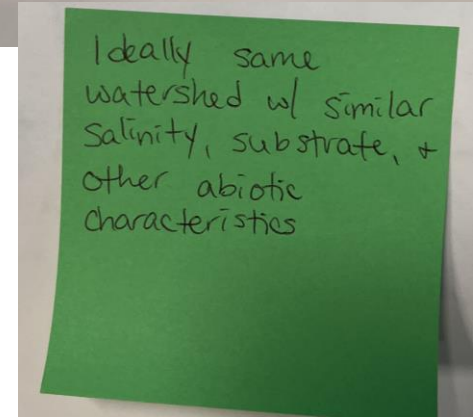 Ideally same
watershed w/ similar
salinity, substrate, +
other abiotic
characteristics